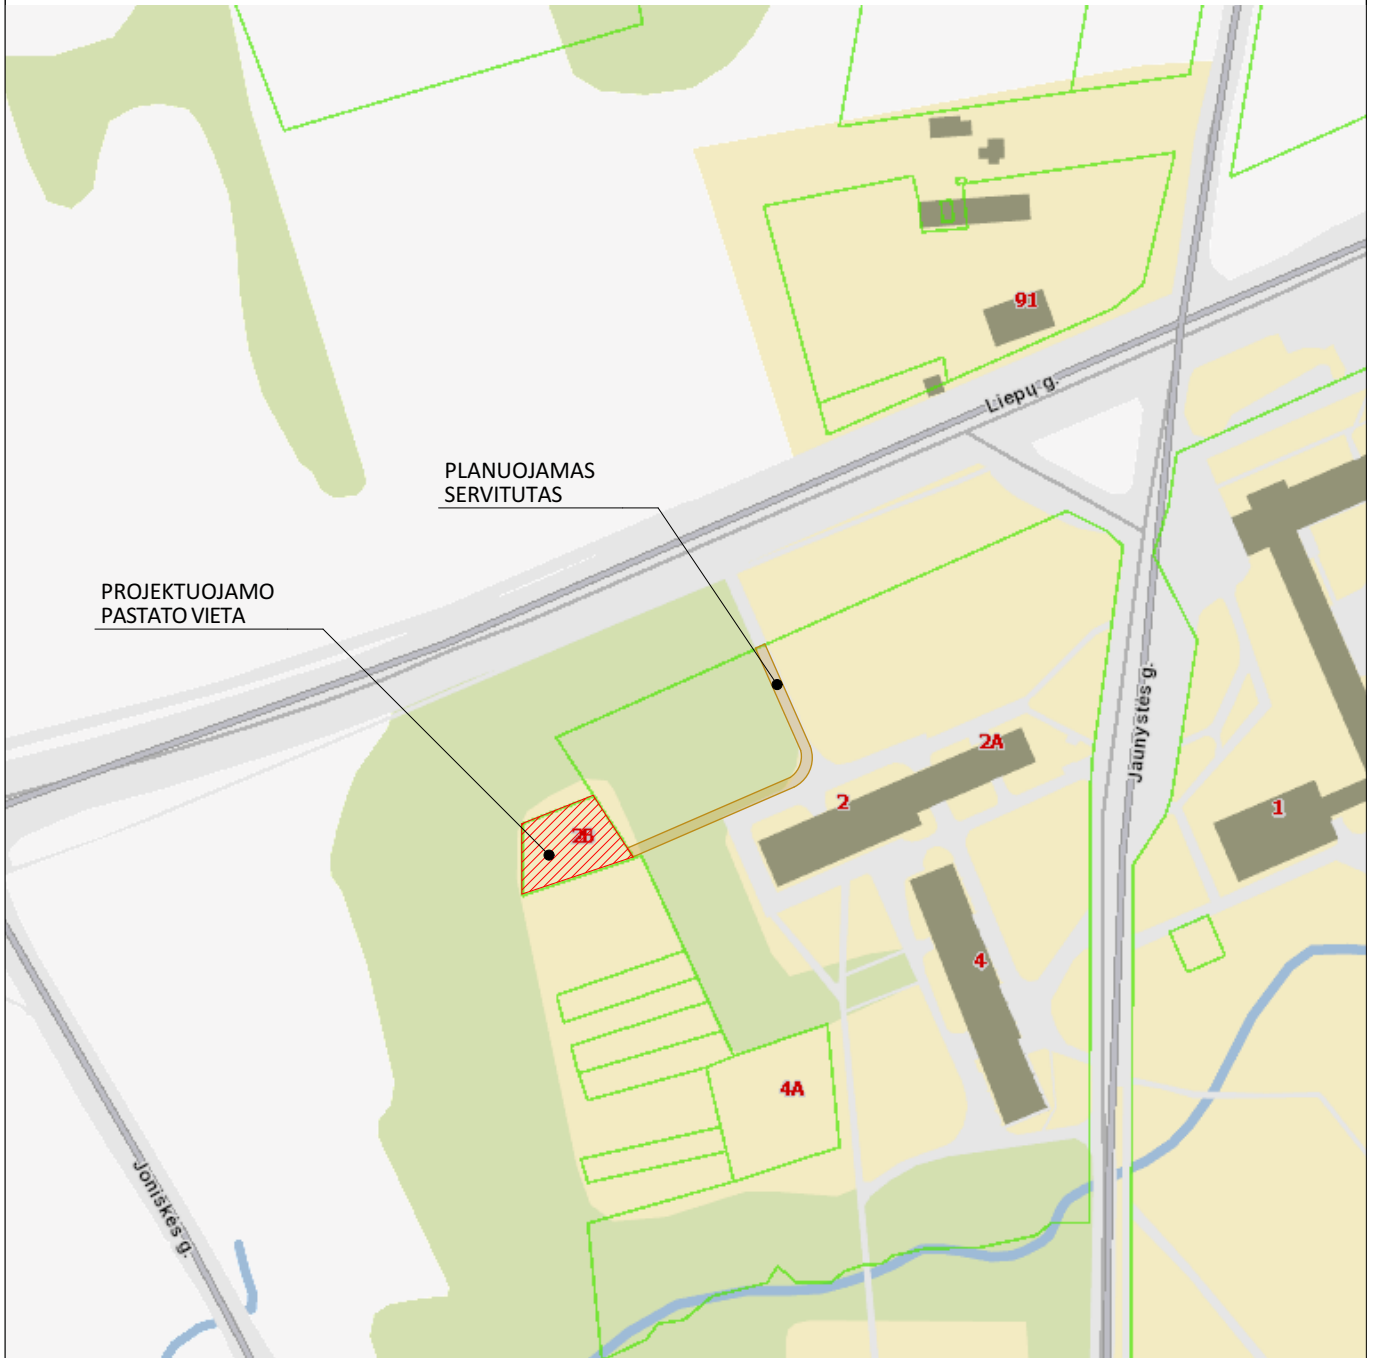 91
Liepų g.
PLANUOJAMAS
SERVITUTAS
PROJEKTUOJAMO
PASTATO VIETA
Jaunystės g.
2A
2
1
4
4A
Joniškės g.